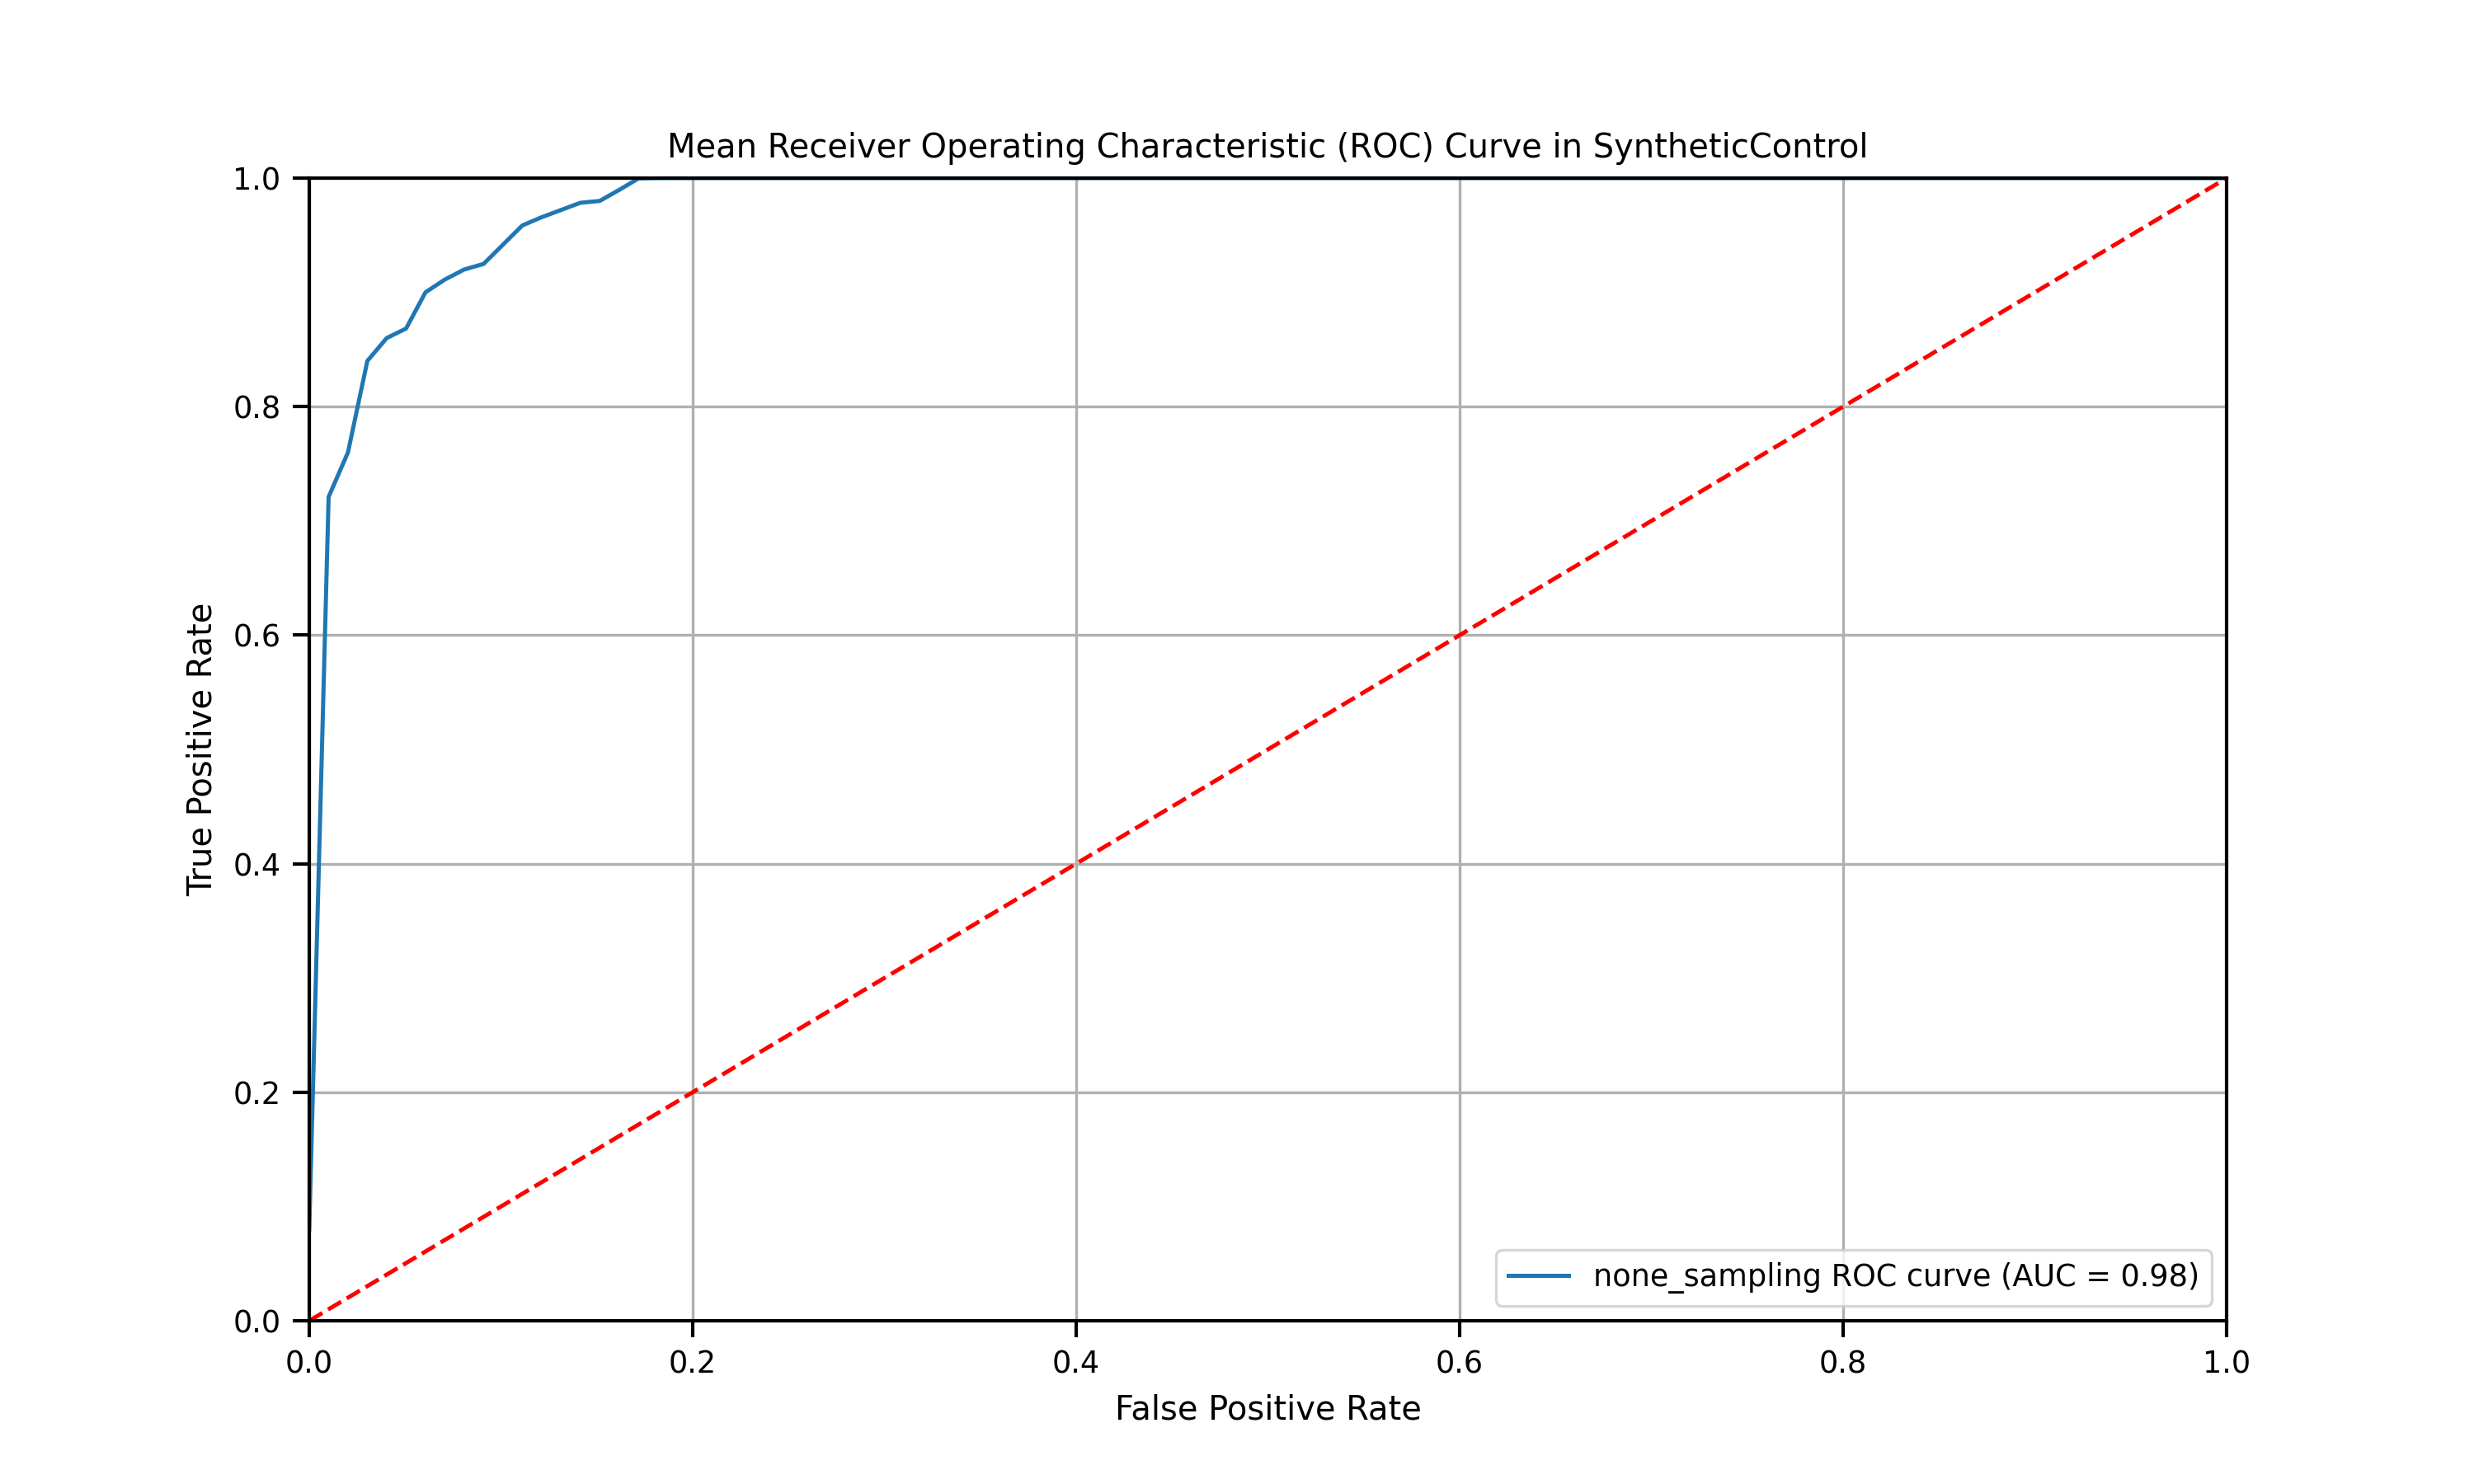 Mean Receiver Operating Characteristic (ROC) Curve in SyntheticControl
1.0
0.8
0.6
0.4
0.2
0.0
True Positive Rate
none_sampling ROC curve (AUC = 0.98)
0.0 0.2 0.4 0.6 0.8 1.0
False Positive Rate